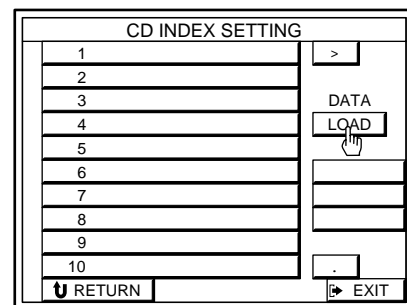 CD INDEX SETTING
1 >
2
3 DATA
4 LOAD
5
6
7
8
9
10 .
RETURN EXIT